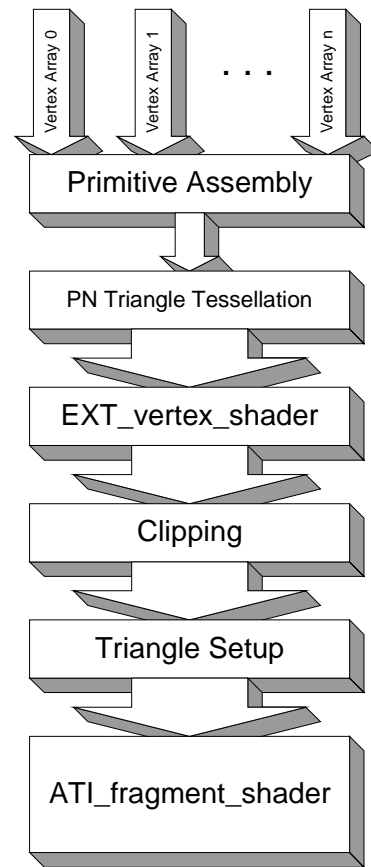 Vertex Array 0
Vertex Array 1
. . .
Vertex Array n
Primitive Assembly
PN Triangle Tessellation
EXT_vertex_shader
Clipping
Triangle Setup
ATI_fragment_shader